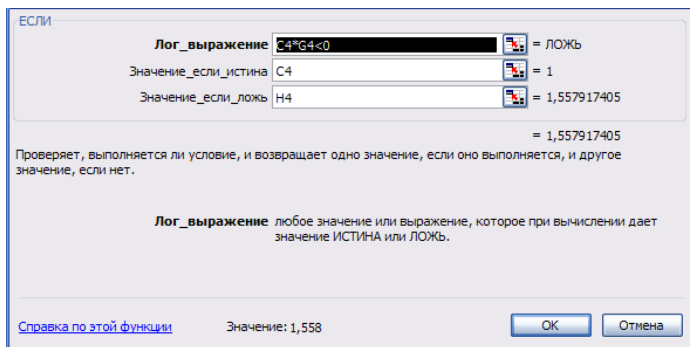 ЕСЛИ
Лог_выражение C4*G4<0 = ЛОЖЬ
Значение_если_истина C4 = 1
Значение_если_ложь H4 = 1,557917405
= 1,557917405
Проверяет, выполняется ли условие, и возвращает одно значение, если оно выполняется, и другое
значение, если нет.
Лог_выражение любое значение или выражение, которое при вычислении дает
значение ИСТИНА или ЛОЖЬ.
Справка по этой функции Значение: 1,558 ОК Отмена